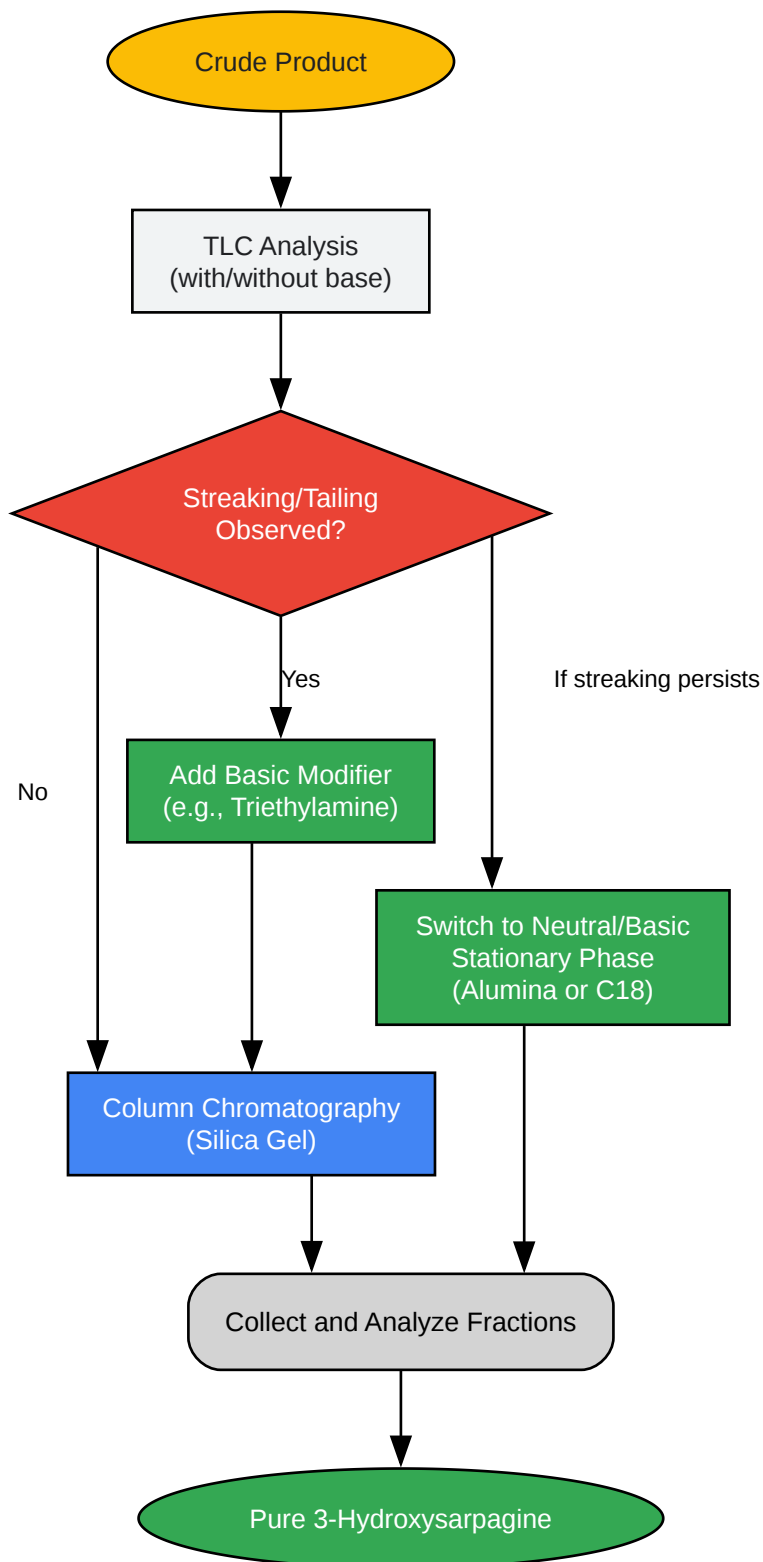 Crude Product
TLC Analysis
(with/without base)
Streaking/Tailing
Observed?
Yes
If streaking persists
No
Add Basic Modifier
(e.g., Triethylamine)
Switch to Neutral/Basic
Stationary Phase
(Alumina or C18)
Column Chromatography
(Silica Gel)
Collect and Analyze Fractions
Pure 3-Hydroxysarpagine